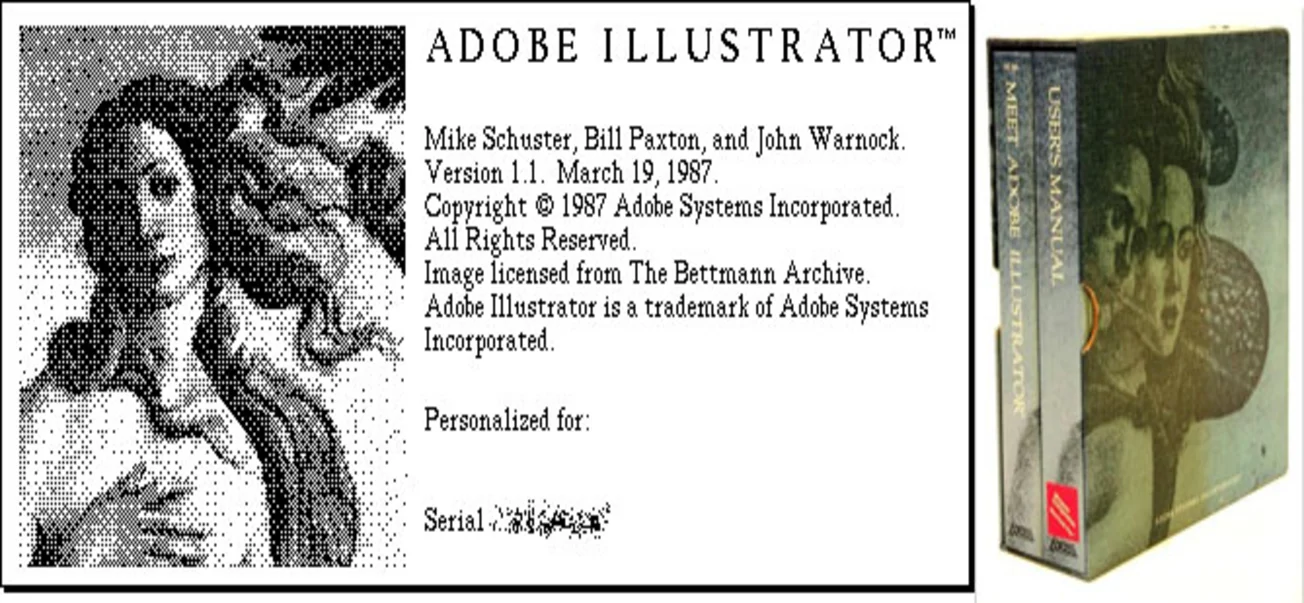 ADOBE ILLUSTRATOR™
Mike Schuster, Bill Paxton, and John Warnock.
Version 1.1. March 19, 1987.
Copyright © 1987 Adobe Systems Incorporated.
All Rights Reserved.
Image licensed from The Bettmann Archive.
Adobe Illustrator is a trademark of Adobe Systems
Incorporated.
Personalized for:
Serial
MEET ADOBE ILLUSTRATOR
USERS MANUAL